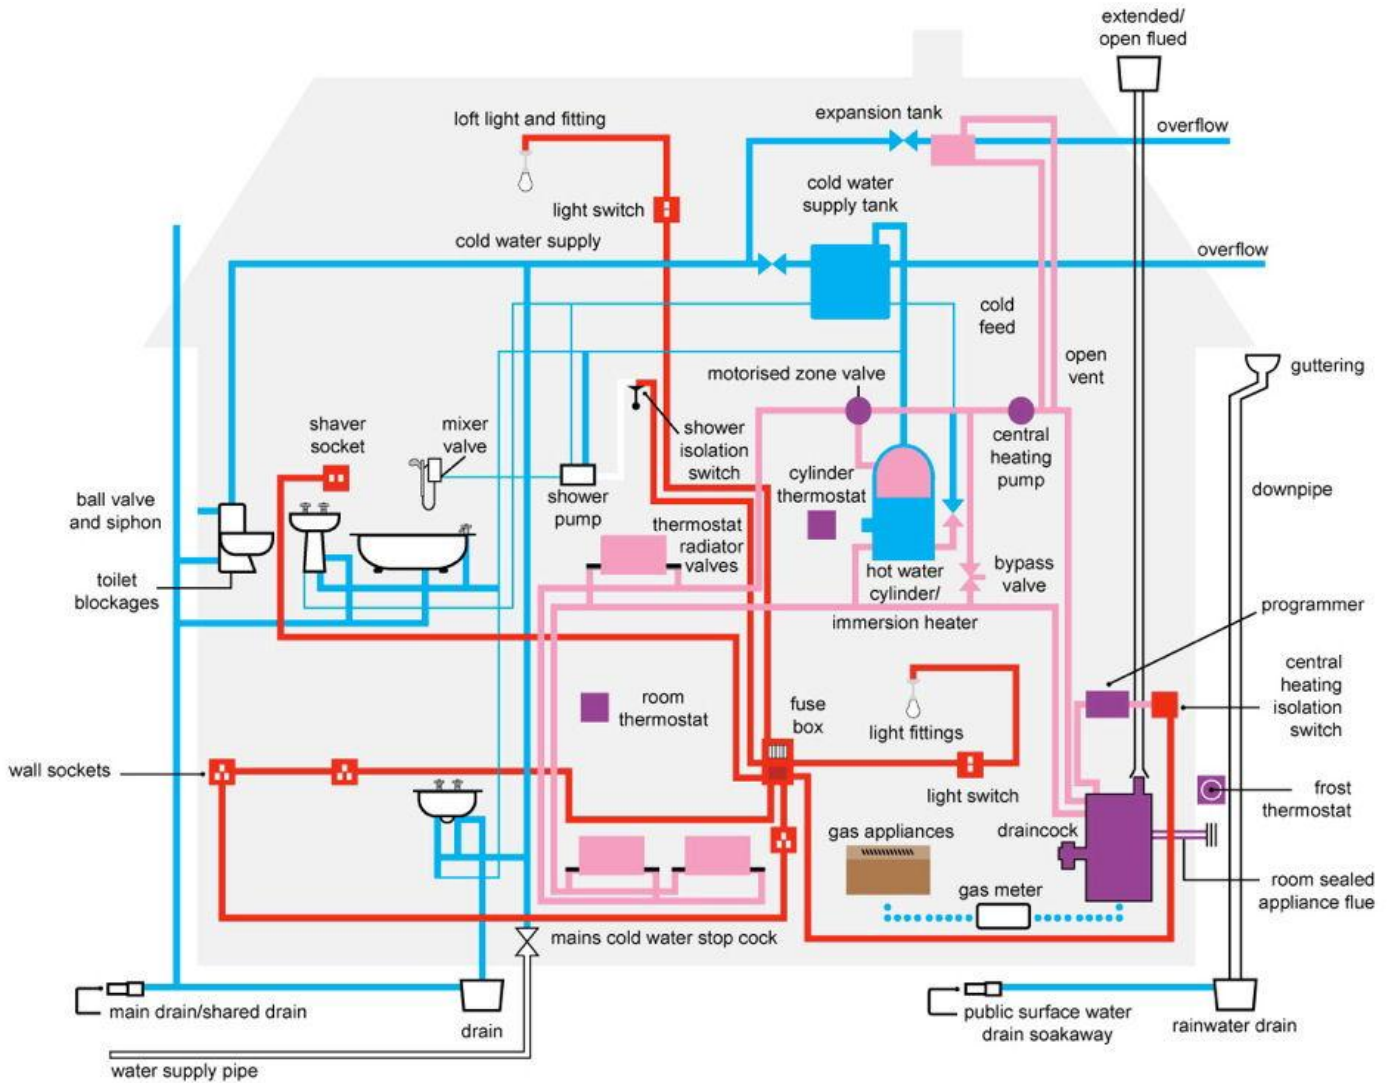 extended/
open flued
loft light and fitting
expansion tank
overflow
cold water
supply tank
light switch
cold water supply
overflow
cold
feed
open
vent
guttering
motorised zone valve
shaver
socket
mixer
valve
shower
isolation
switch
central
heating
pump
cylinder
thermostat
downpipe
ball valve
and siphon
shower
pump
thermostat
radiator
valves
toilet
blockages
hot water
cylinder/
immersion heater
bypass
valve
programmer
central
heating
isolation
switch
room
thermostat
fuse
box
light fittings
wall sockets
light switch
frost
thermostat
gas appliances
draincock
gas meter
room sealed
appliance flue
mains cold water stop cock
main drain/shared drain
drain
public surface water
drain soakaway
rainwater drain
water supply pipe